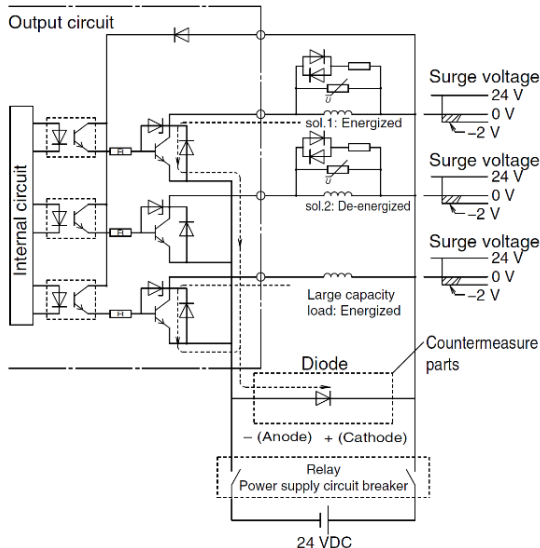 Output circuit
Internal circuit
Surge voltage
24 V
0 V
−2 V
U
sol.1: Energized
Surge voltage
24 V
0 V
−2 V
U
sol.2: De-energized
Surge voltage
24 V
0 V
−2 V
Large capacity
load: Energized
Countermeasure
parts
Diode
− (Anode) + (Cathode)
Relay
Power supply circuit breaker
24 VDC